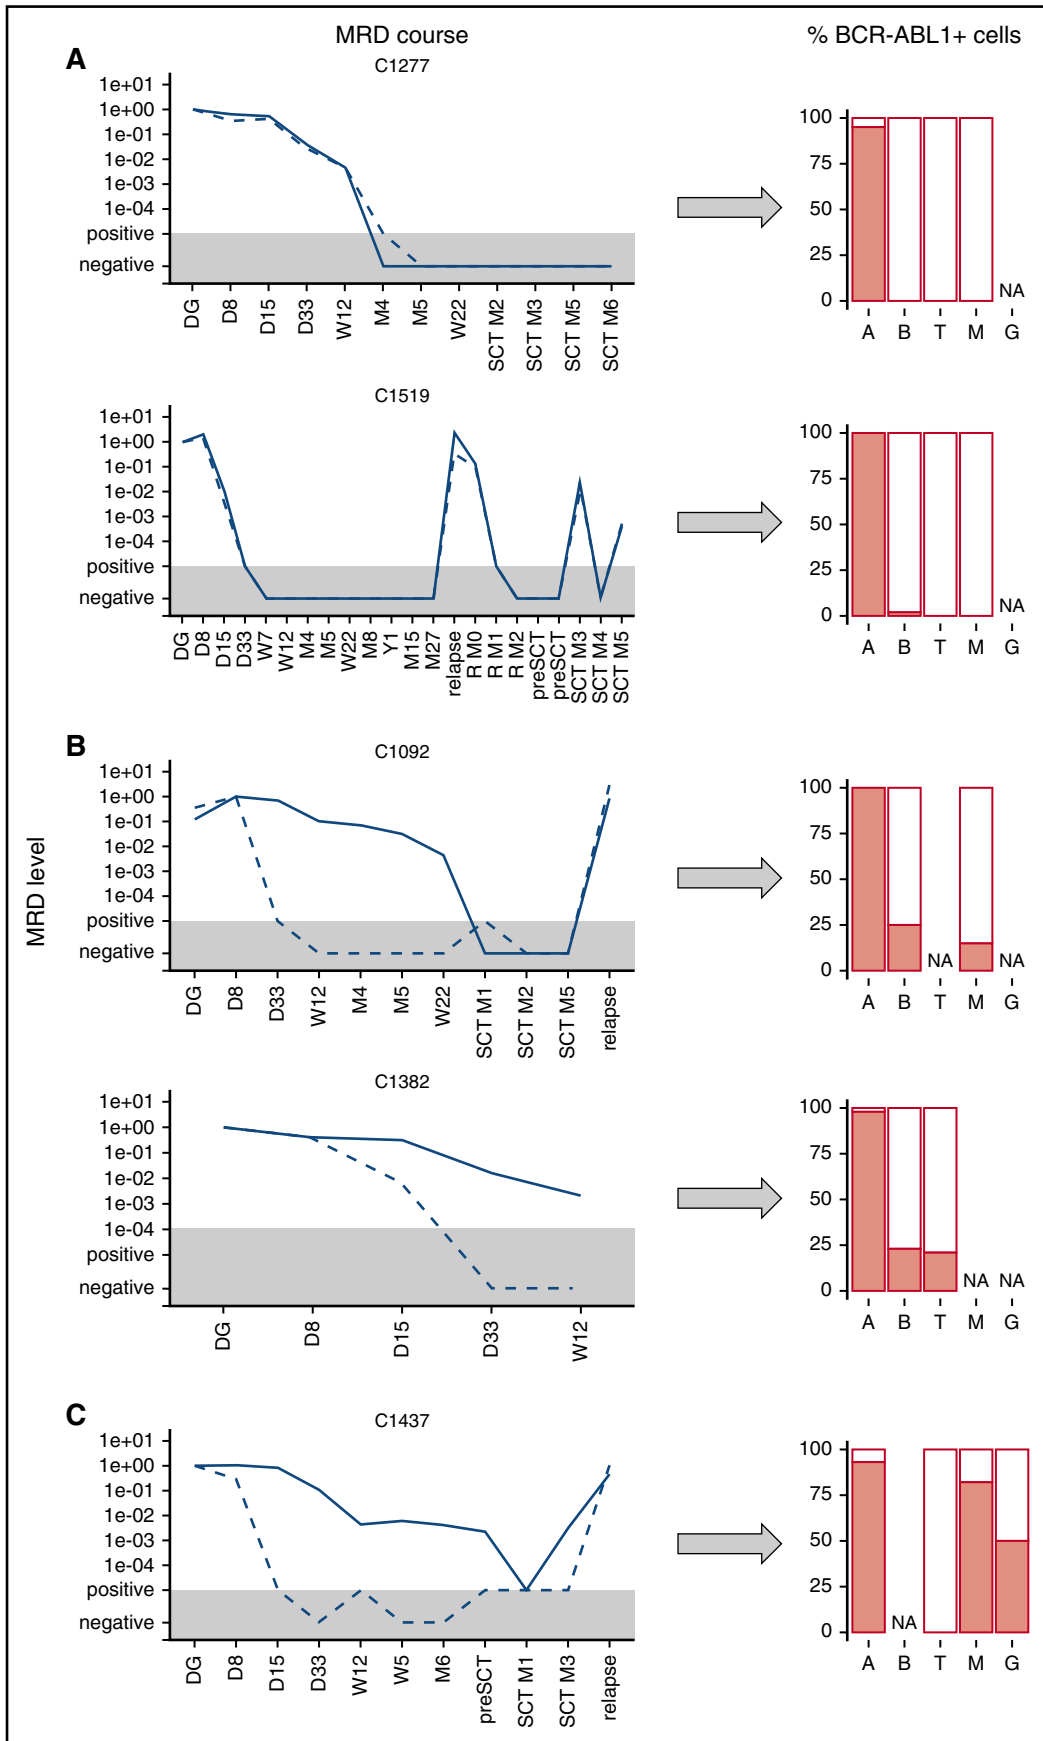 MRD course
% BCR-ABL1+ cells
A
C1277
1e+01
1e+00
1e-01
1e-02
1e-03
1e-04
positive
negative
DG D8 D15 D33 W12 M4 M5 W22 SCT M2 SCT M3 SCT M5 SCT M6
100
75
50
25
0
NA
A B T M G
C1519
1e+01
1e+00
1e-01
1e-02
1e-03
1e-04
positive
negative
DG D8 D15 D33 W7 W12 M4 M5 W22 M8 Y1 M15 M27 relapse R M0 R M1 R M2 preSCT preSCT SCT M3 SCT M4 SCT M5
100
75
50
25
0
NA
A B T M G
MRD level
B
C1092
1e+01
1e+00
1e-01
1e-02
1e-03
1e-04
positive
negative
DG D8 D33 W12 M4 M5 W22 SCT M1 SCT M2 SCT M5 relapse
100
75
50
25
0
NA NA
A B T M G
C1382
1e+01
1e+00
1e-01
1e-02
1e-03
1e-04
positive
negative
DG D8 D15 D33 W12
100
75
50
25
0
NA NA
A B T M G
C
C1437
1e+01
1e+00
1e-01
1e-02
1e-03
1e-04
positive
negative
DG D8 D15 D33 W12 W5 M6 preSCT SCT M1 SCT M3 relapse
100
75
50
25
0
NA
A B T M G